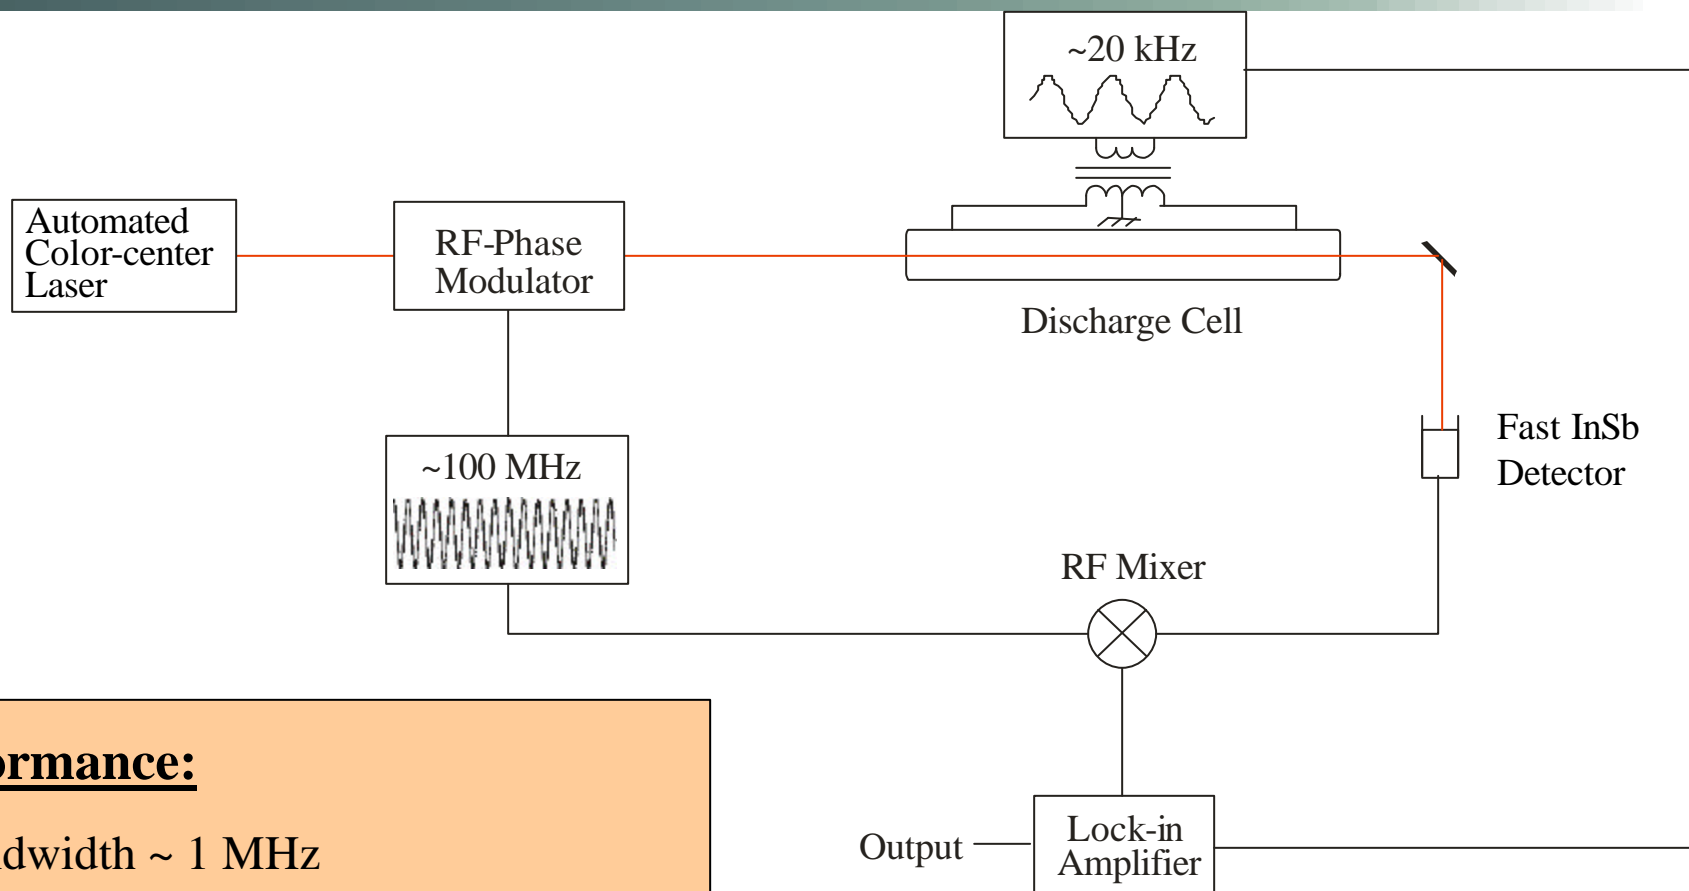 ~20 kHz
Automated
Color-center
Laser
RF-Phase
Modulator
Discharge Cell
~100 MHz
Fast InSb
Detector
RF Mixer
ormance:
dwidth ~ 1 MHz
Output
Lock-in
Amplifier